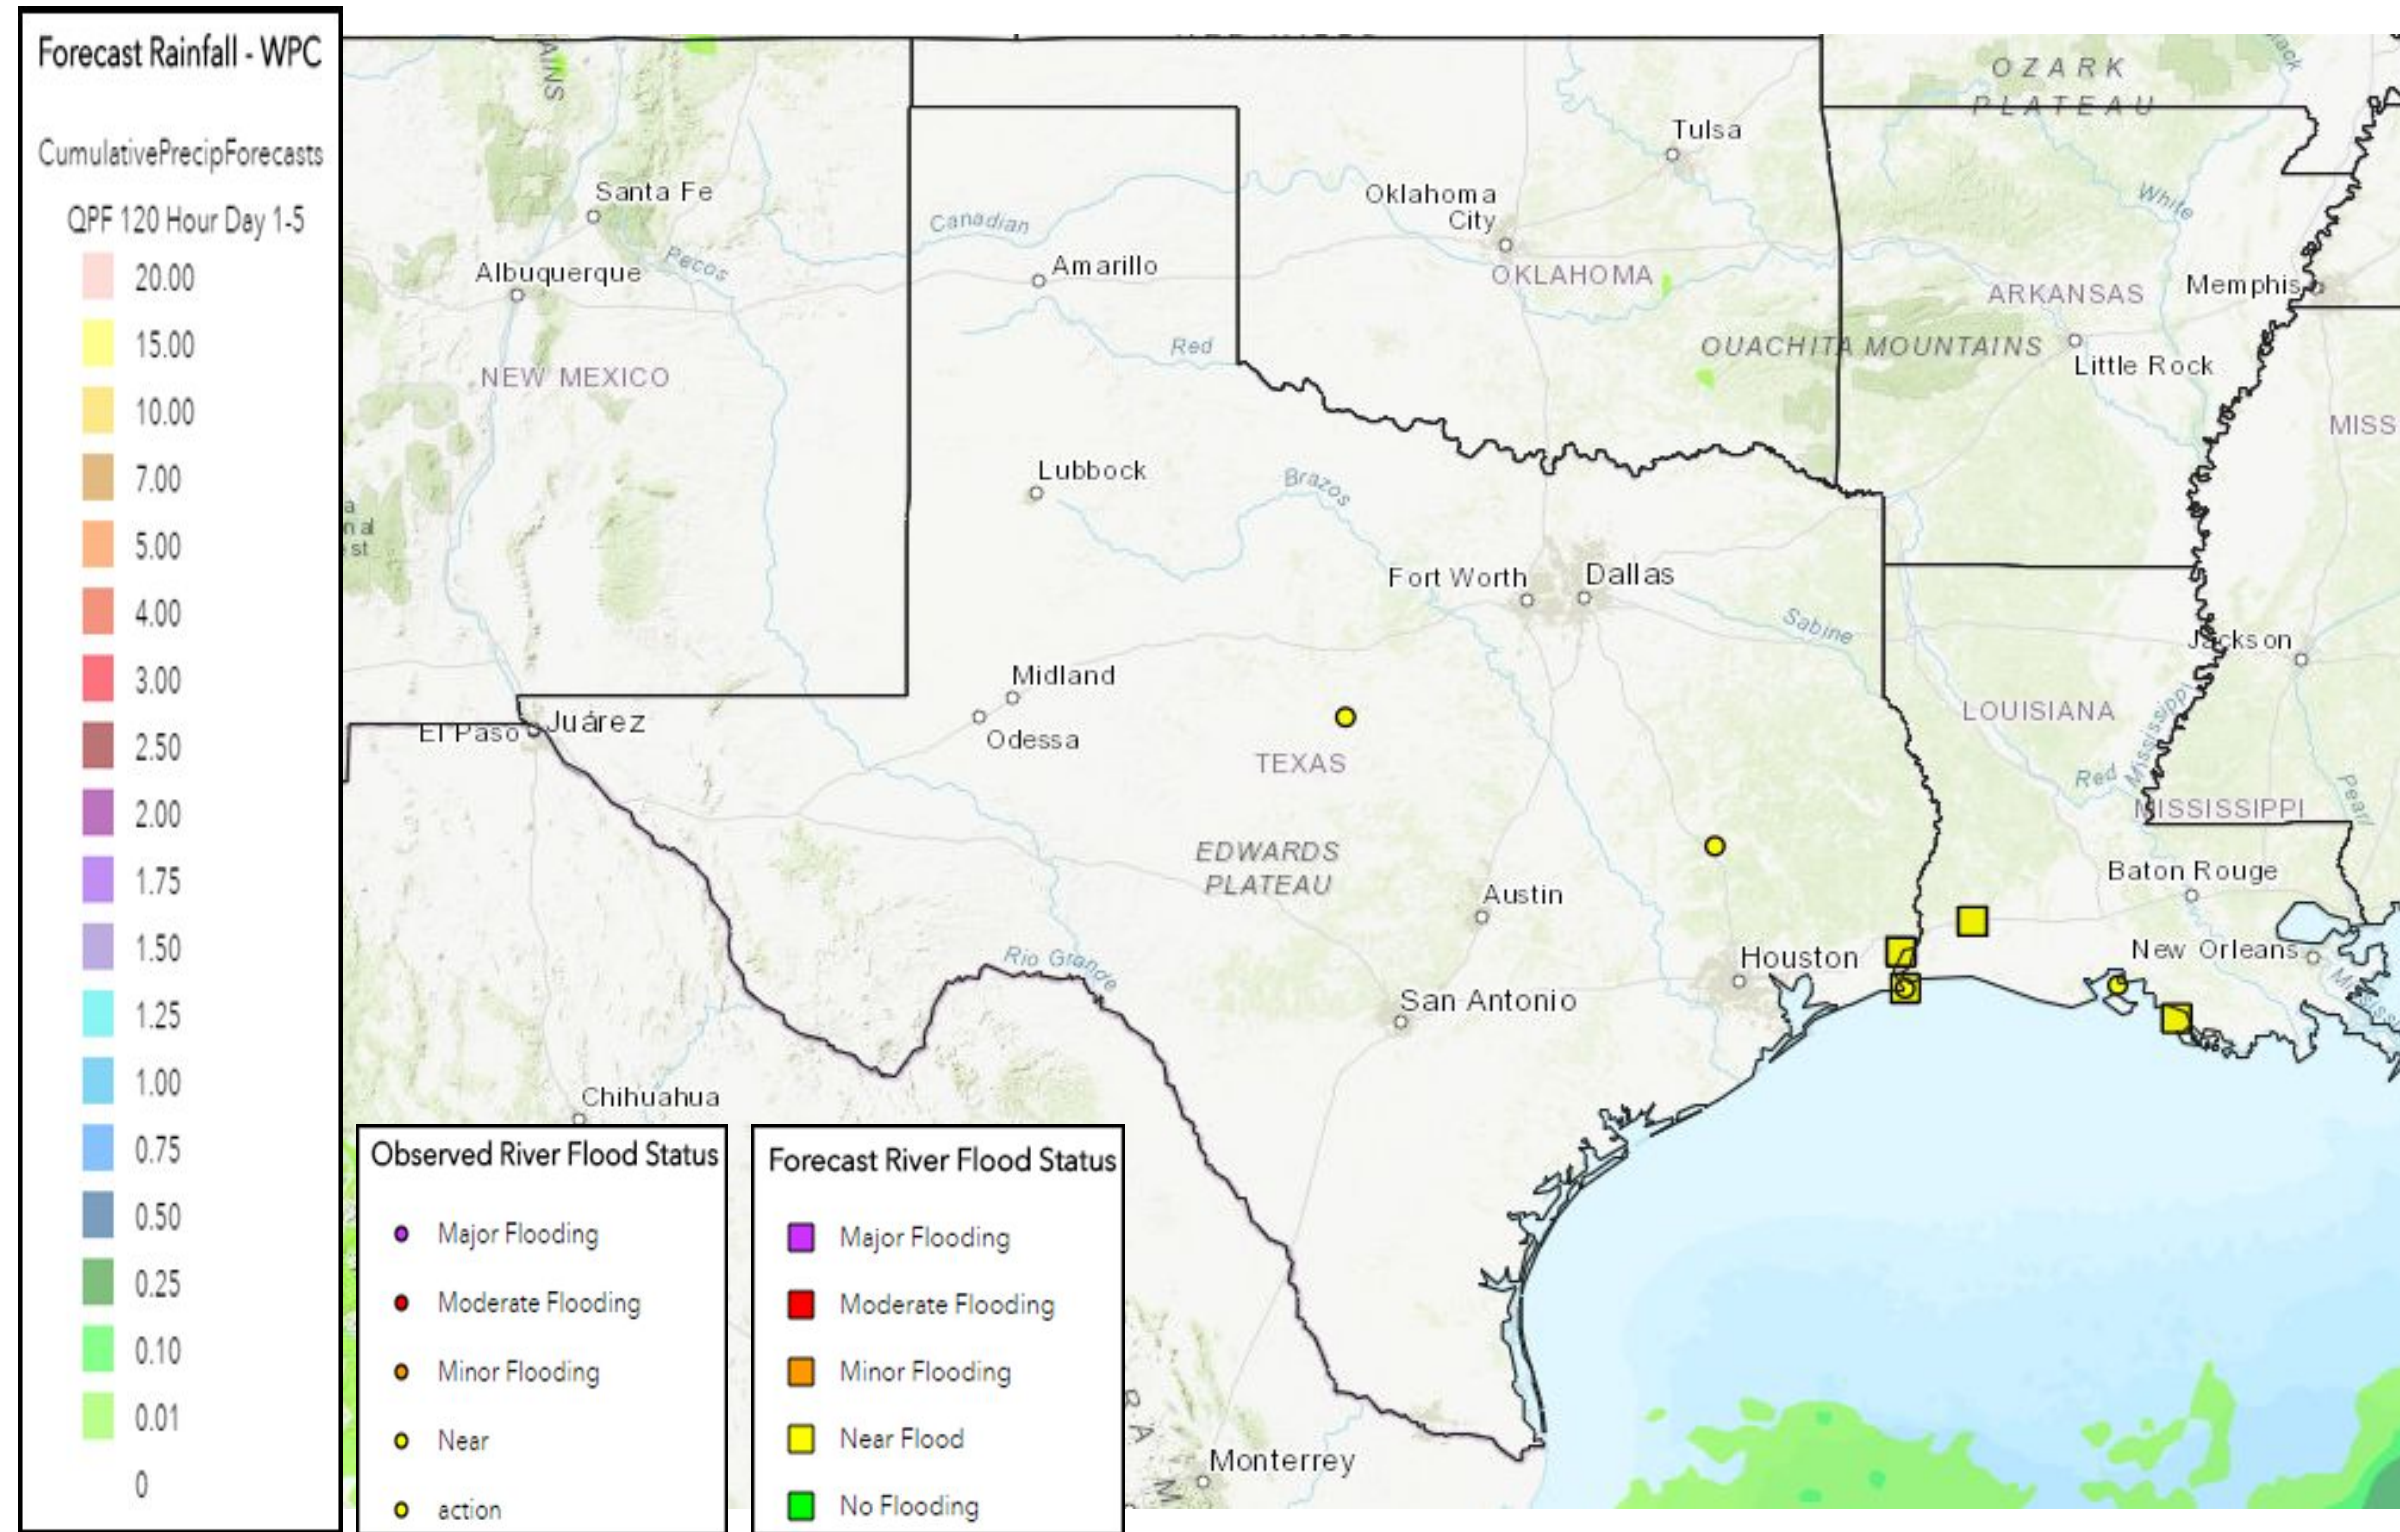 Forecast Rainfall - WPC
CumulativePrecipForecasts
QPF 120 Hour Day 1-5
20.00
15.00
10.00
7.00
5.00
4.00
3.00
2.50
2.00
1.75
1.50
1.25
1.00
0.75
0.50
0.25
0.10
0.01
0
AINS
OZARK
PLATEAU
Tulsa
Santa Fe
Oklahoma
City
White
Canadian
Pecos
Albuquerque
Amarillo
OKLAHOMA
ARKANSAS
Memphis
Red
OUACHITA MOUNTAINS
Little Rock
NEW MEXICO
MISS
Lubbock
Brazos
Fort Worth
Dallas
Sabine
Jackson
Midland
LOUISIANA
Mississippi
El Paso
Juárez
Odessa
TEXAS
Red
Pearl
MISSISSIPPI
EDWARDS
PLATEAU
Baton Rouge
Austin
Rio Grande
Houston
New Orleans
San Antonio
Chihuahua
Monterrey
Observed River Flood Status
Major Flooding
Moderate Flooding
Minor Flooding
Near
action
Forecast River Flood Status
Major Flooding
Moderate Flooding
Minor Flooding
Near Flood
No Flooding